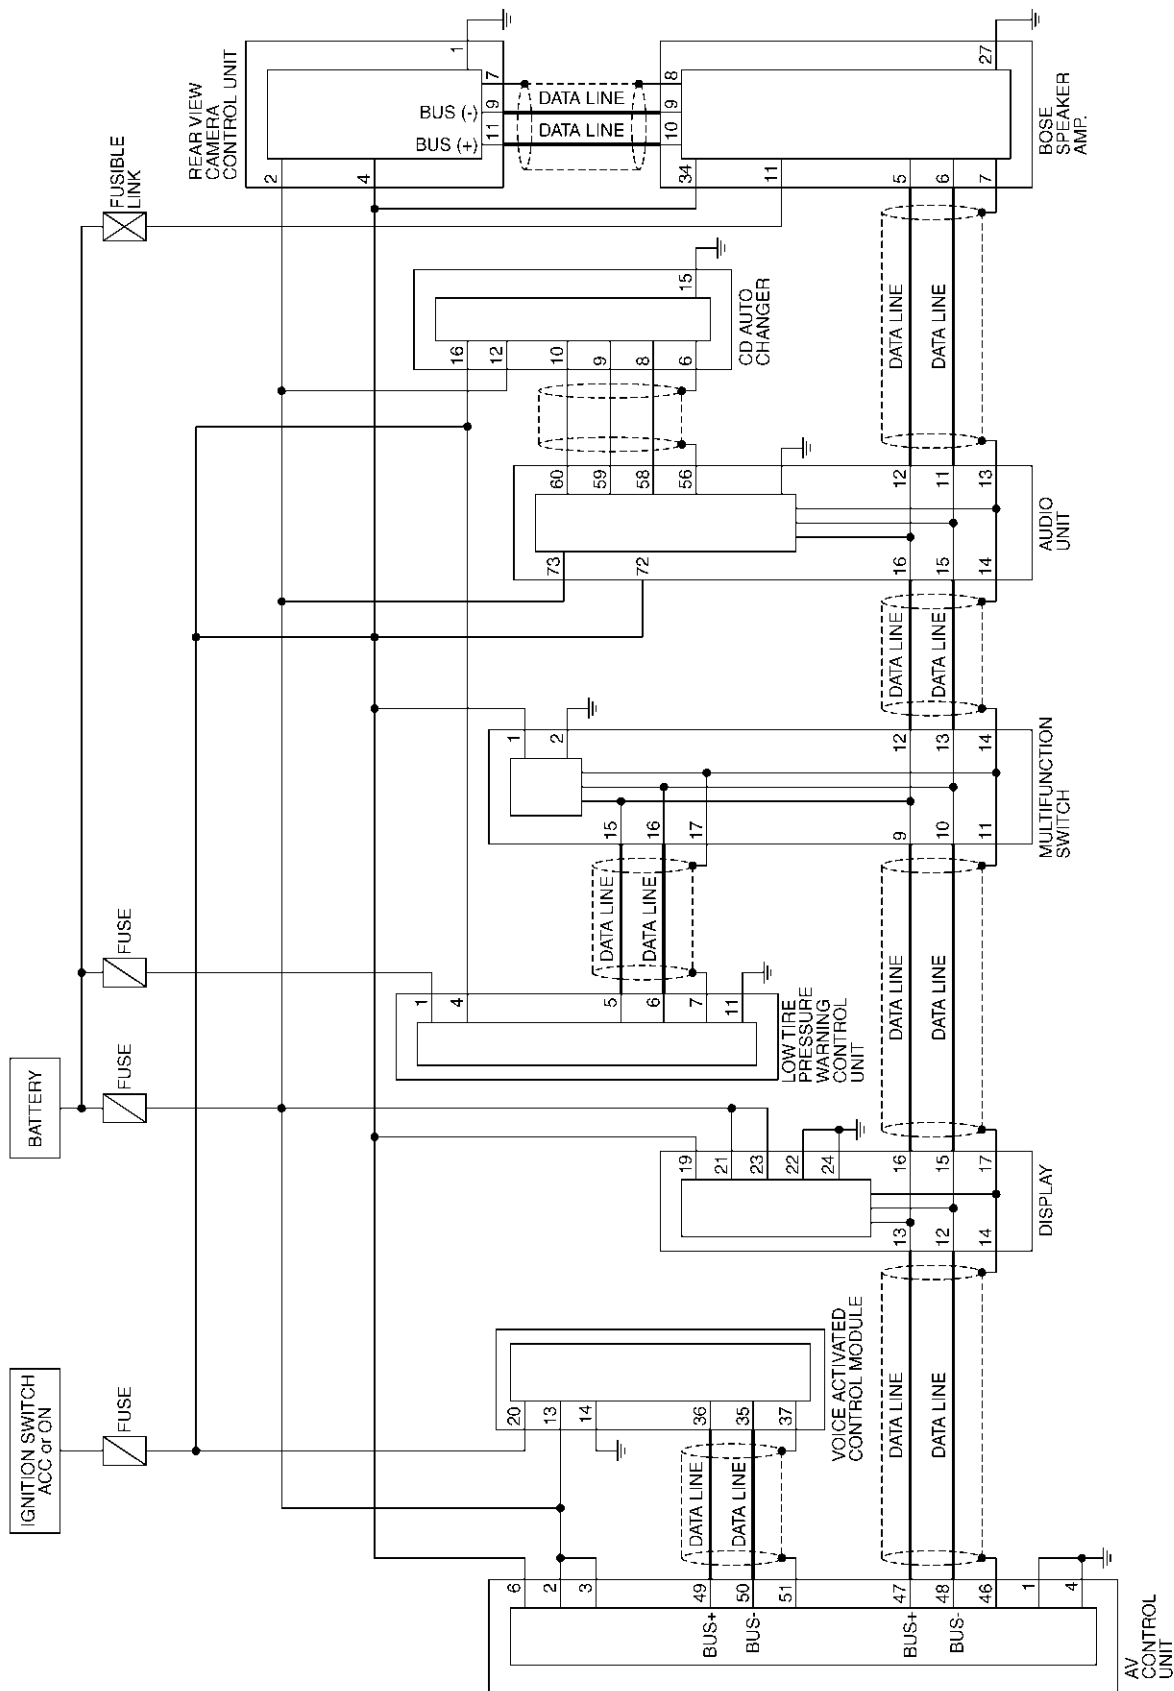 IGNITION SWITCH
ACC or ON
BATTERY
FUSE
FUSE
FUSE
FUSIBLE
LINK
REAR VIEW
CAMERA
CONTROL UNIT
1
7
9
11
2
4
BUS (-)
BUS (+)
DATA LINE
DATA LINE
8
9
10
27
34
11
5
6
7
BOSE
SPEAKER
AMP.
15
16
12
10
9
8
6
CD AUTO
CHANGER
DATA LINE
DATA LINE
60
59
58
56
12
11
13
73
72
16
15
14
AUDIO
UNIT
DATA LINE
DATA LINE
1
2
12
13
14
15
16
17
9
10
11
MULTIFUNCTION
SWITCH
DATA LINE
DATA LINE
1
4
5
6
7
11
LOW TIRE
PRESSURE
WARNING
CONTROL
UNIT
DATA LINE
DATA LINE
19
21
23
22
24
16
15
17
13
12
14
DISPLAY
20
13
14
36
35
37
VOICE ACTIVATED
CONTROL MODULE
DATA LINE
DATA LINE
DATA LINE
DATA LINE
6
2
3
49
50
51
47
48
46
1
4
BUS+
BUS-
BUS+
BUS-
AV
CONTROL
UNIT